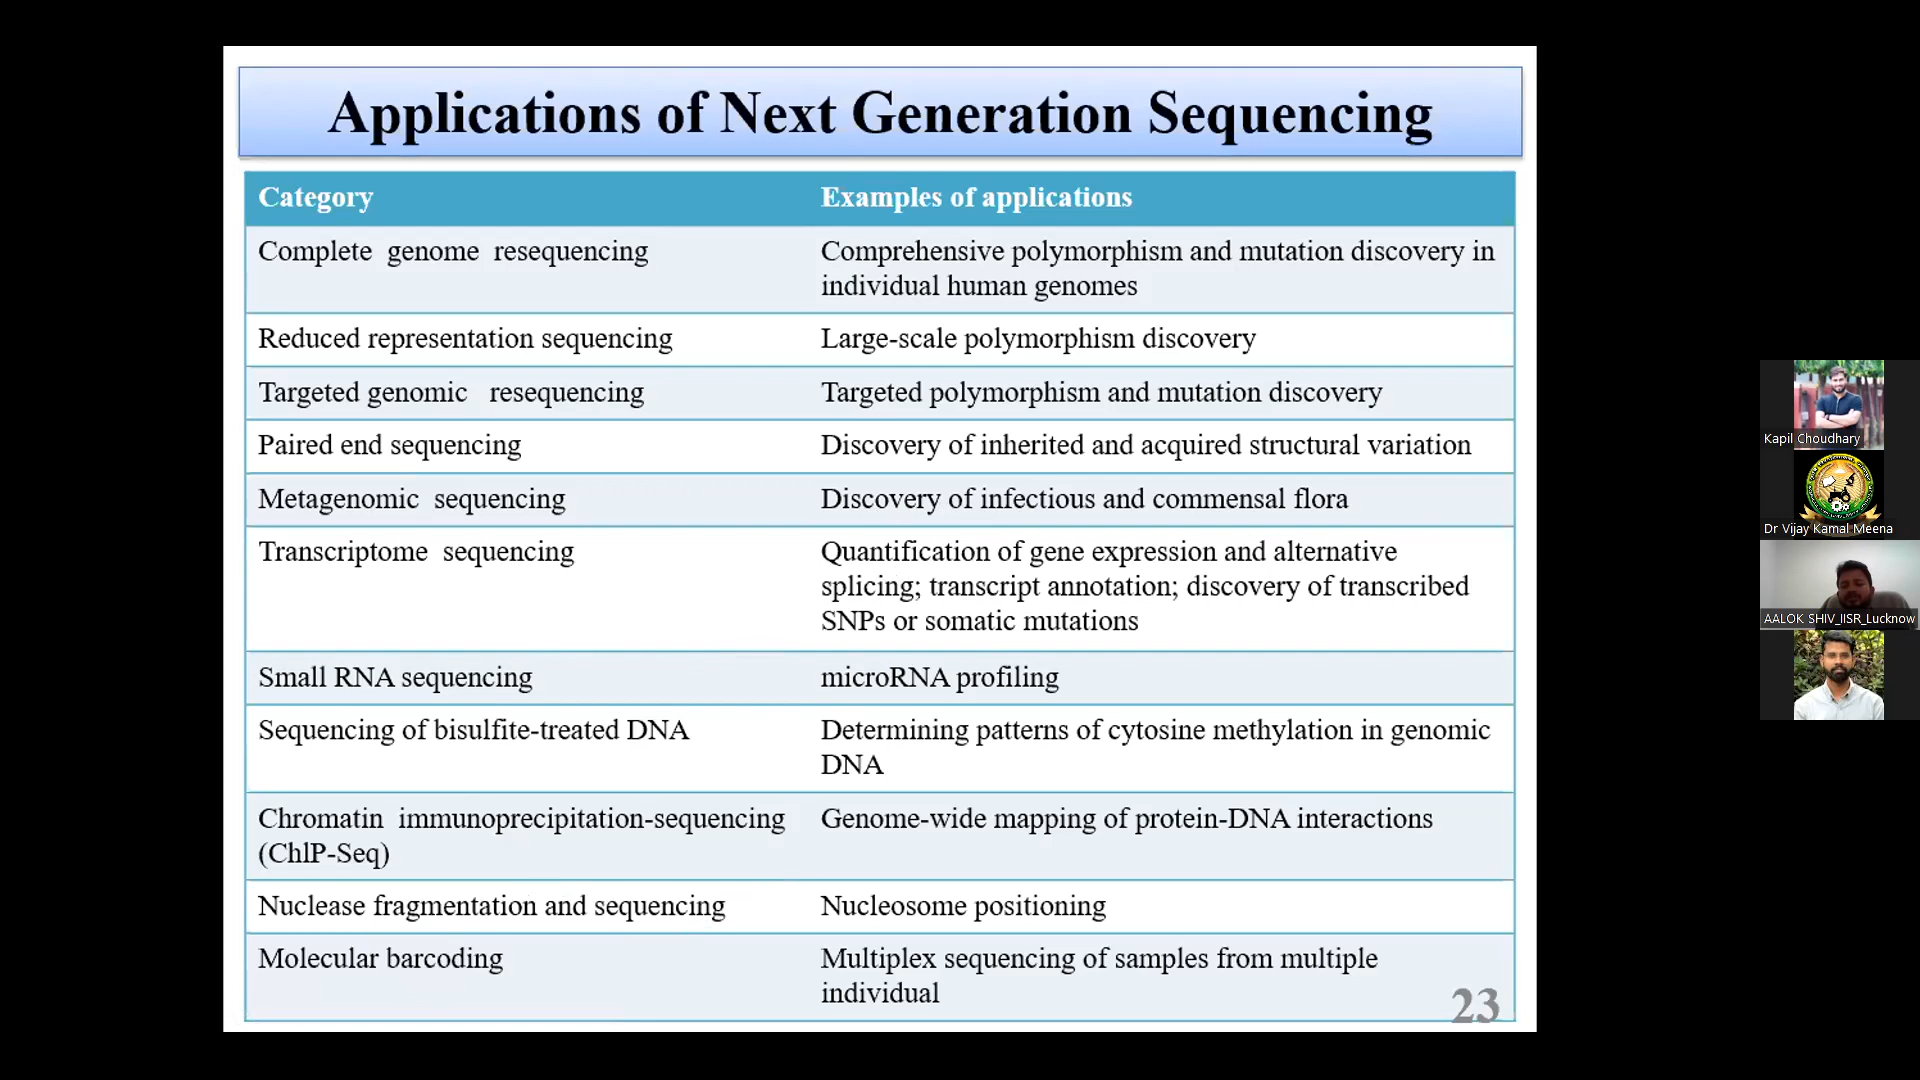 Applications of Next Generation Sequencing
Category
Examples of applications
Complete genome resequencing
Comprehensive polymorphism and mutation discovery in
individual human genomes
Reduced representation sequencing
Large-scale polymorphism discovery
Targeted genomic resequencing
Targeted polymorphism and mutation discovery
Paired end sequencing
Discovery of inherited and acquired structural variation
Metagenomic sequencing
Discovery of infectious and commensal flora
Transcriptome sequencing
Quantification of gene expression and alternative
splicing; transcript annotation; discovery of transcribed
SNPs or somatic mutations
Small RNA sequencing
microRNA profiling
Sequencing of bisulfite-treated DNA
Determining patterns of cytosine methylation in genomic
DNA
Chromatin immunoprecipitation-sequencing
(ChlP-Seq)
Genome-wide mapping of protein-DNA interactions
Nuclease fragmentation and sequencing
Nucleosome positioning
Molecular barcoding
Multiplex sequencing of samples from multiple
individual
23
Kapil Choudhary
Dr Vijay Kamal Meena
AALOK SHIV_IISR_Lucknow